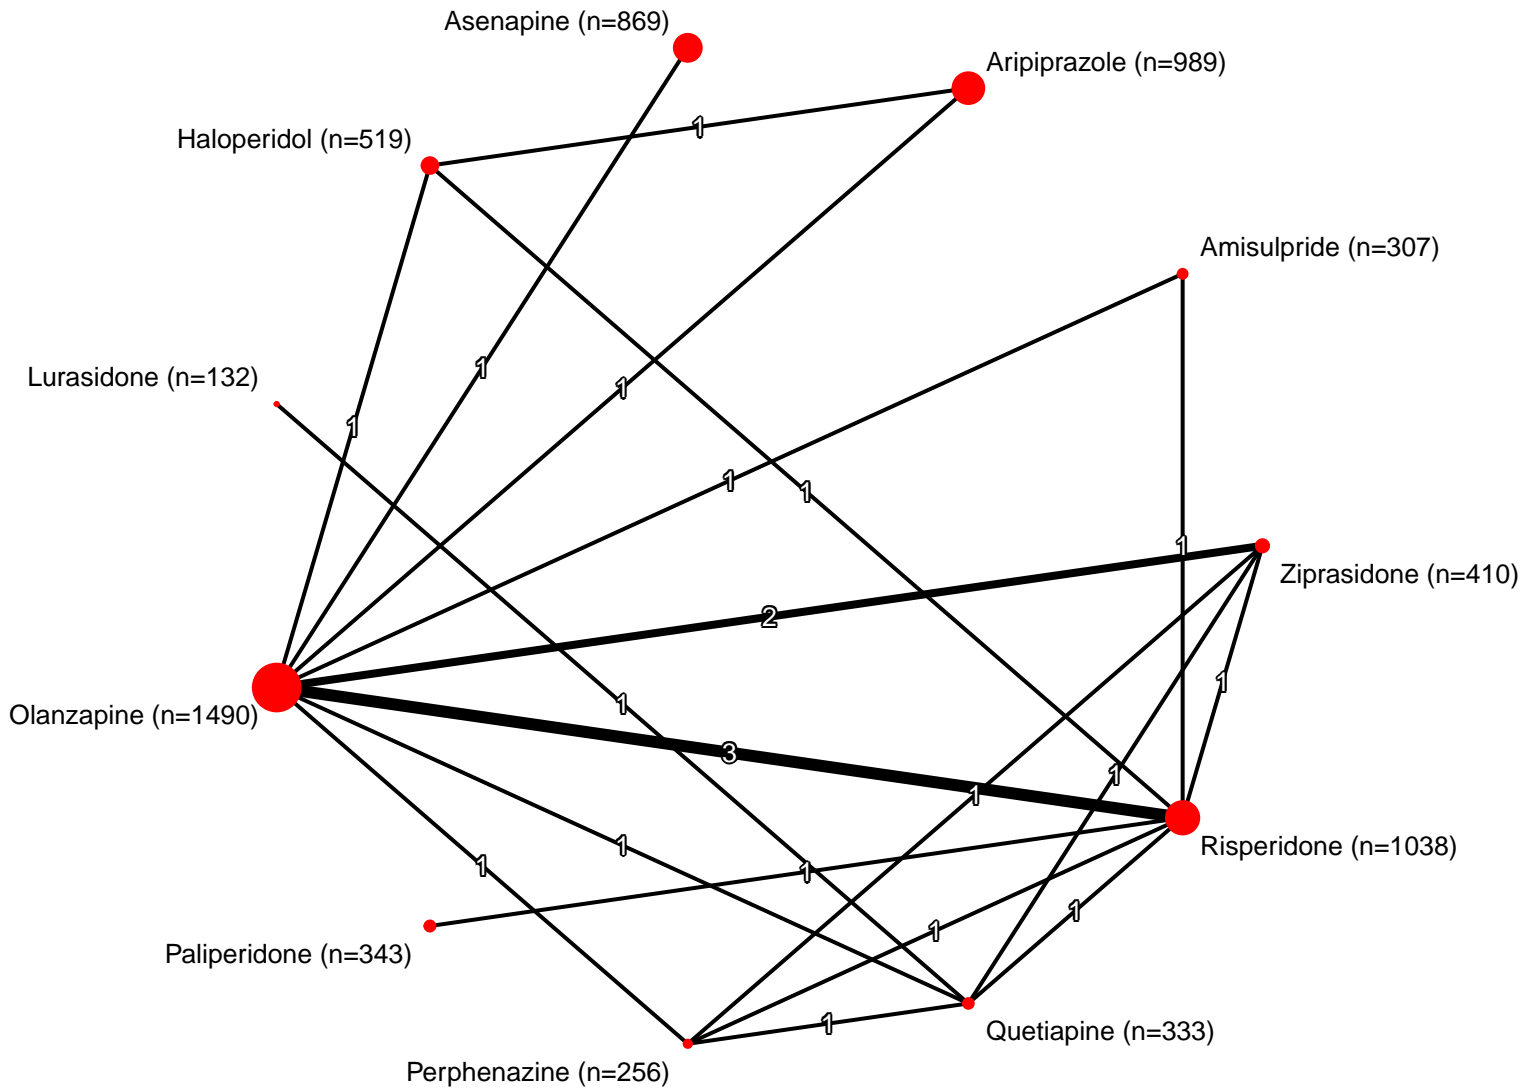 Asenapine (n=869)
Aripiprazole (n=989)
1
Haloperidol (n=519)
Amisulpride (n=307)
1
Lurasidone (n=132)
1
1
1
1
1
Ziprasidone (n=410)
2
1
Olanzapine (n=1490)
1
3
1
1
Risperidone (n=1038)
1
1
1
1
Paliperidone (n=343)
1
1
Quetiapine (n=333)
Perphenazine (n=256)